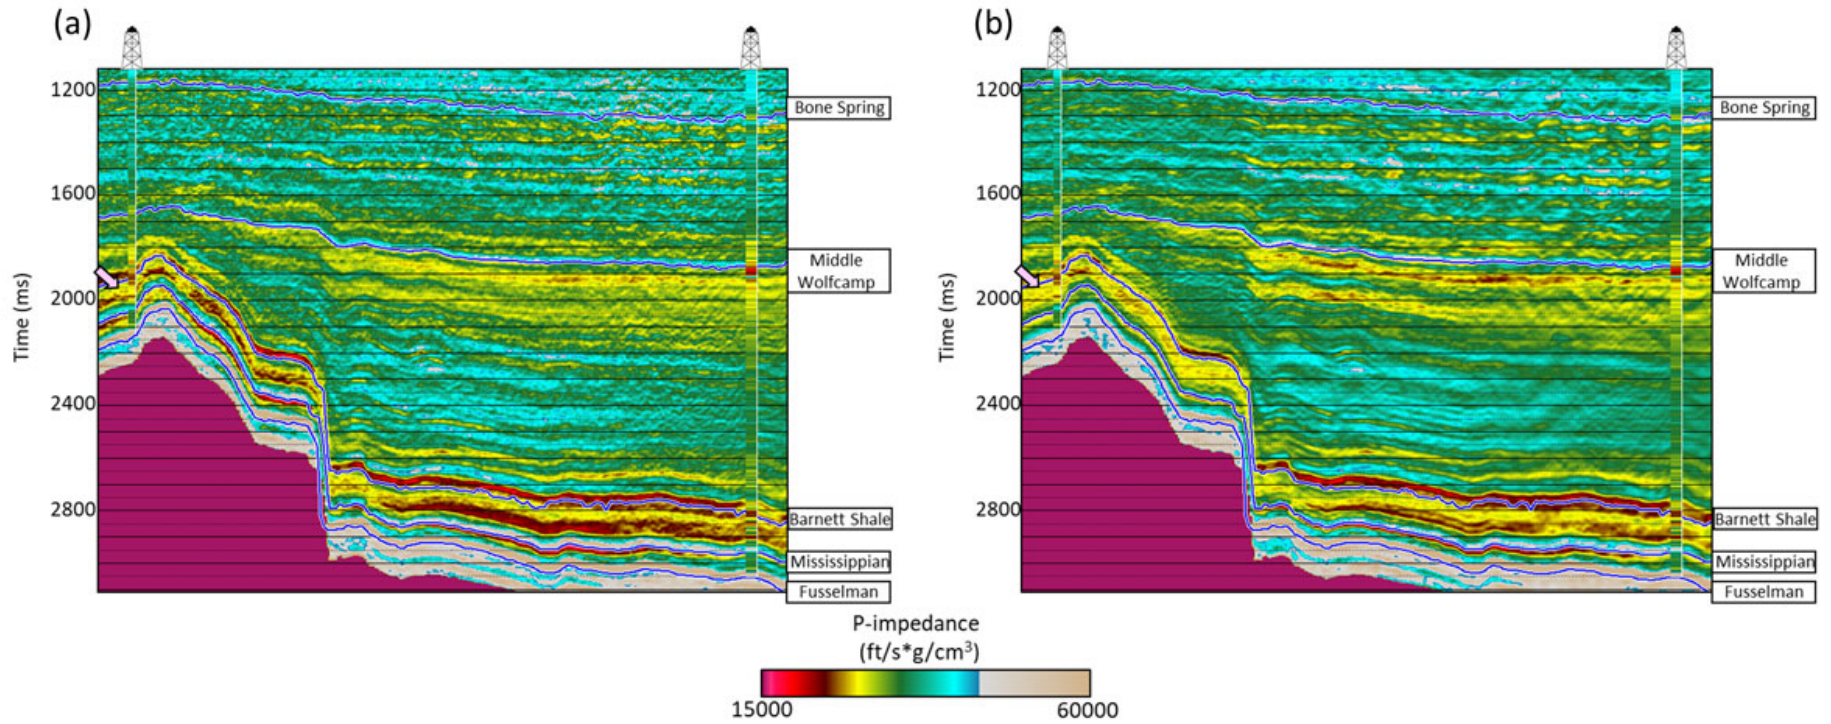 (a)
(b)
1200
1600
2000
2400
2800
Time (ms)
Bone Spring
Middle
Wolfcamp
Barnett Shale
Mississippian
Fusselman
1200
1600
2000
2400
2800
Time (ms)
Bone Spring
Middle
Wolfcamp
Barnett Shale
Mississippian
Fusselman
P-impedance
(ft/s*g/cm³)
15000
60000